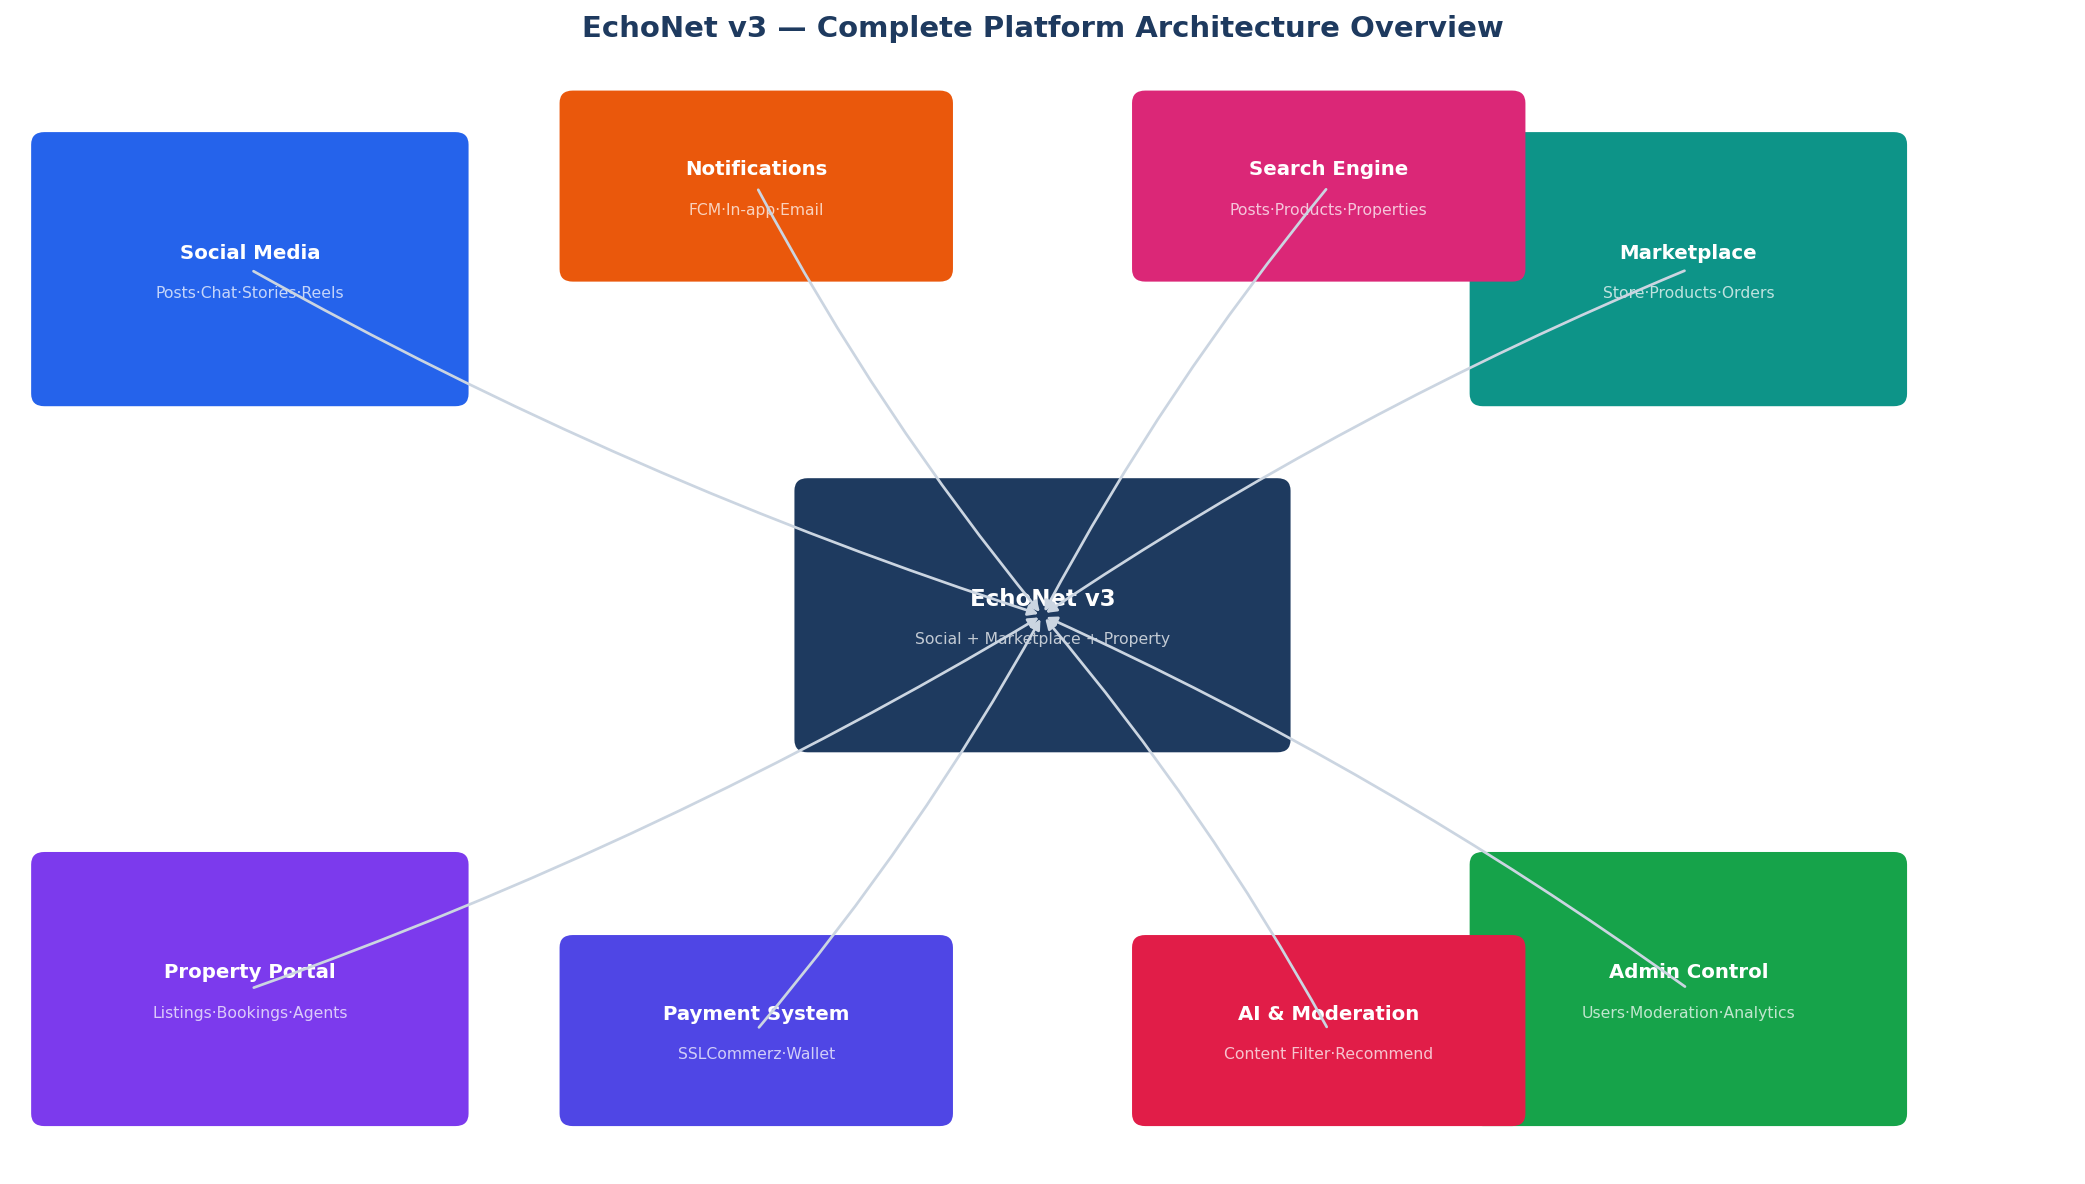 EchoNet v3 — Complete Platform Architecture Overview
Notifications
FCM·In-app·Email
Search Engine
Posts·Products·Properties
Social Media
Posts·Chat·Stories·Reels
Marketplace
Store·Products·Orders
EchoNet v3
Social + Marketplace + Property
Property Portal
Listings·Bookings·Agents
Payment System
SSLCommerz·Wallet
AI & Moderation
Content Filter·Recommend
Admin Control
Users·Moderation·Analytics